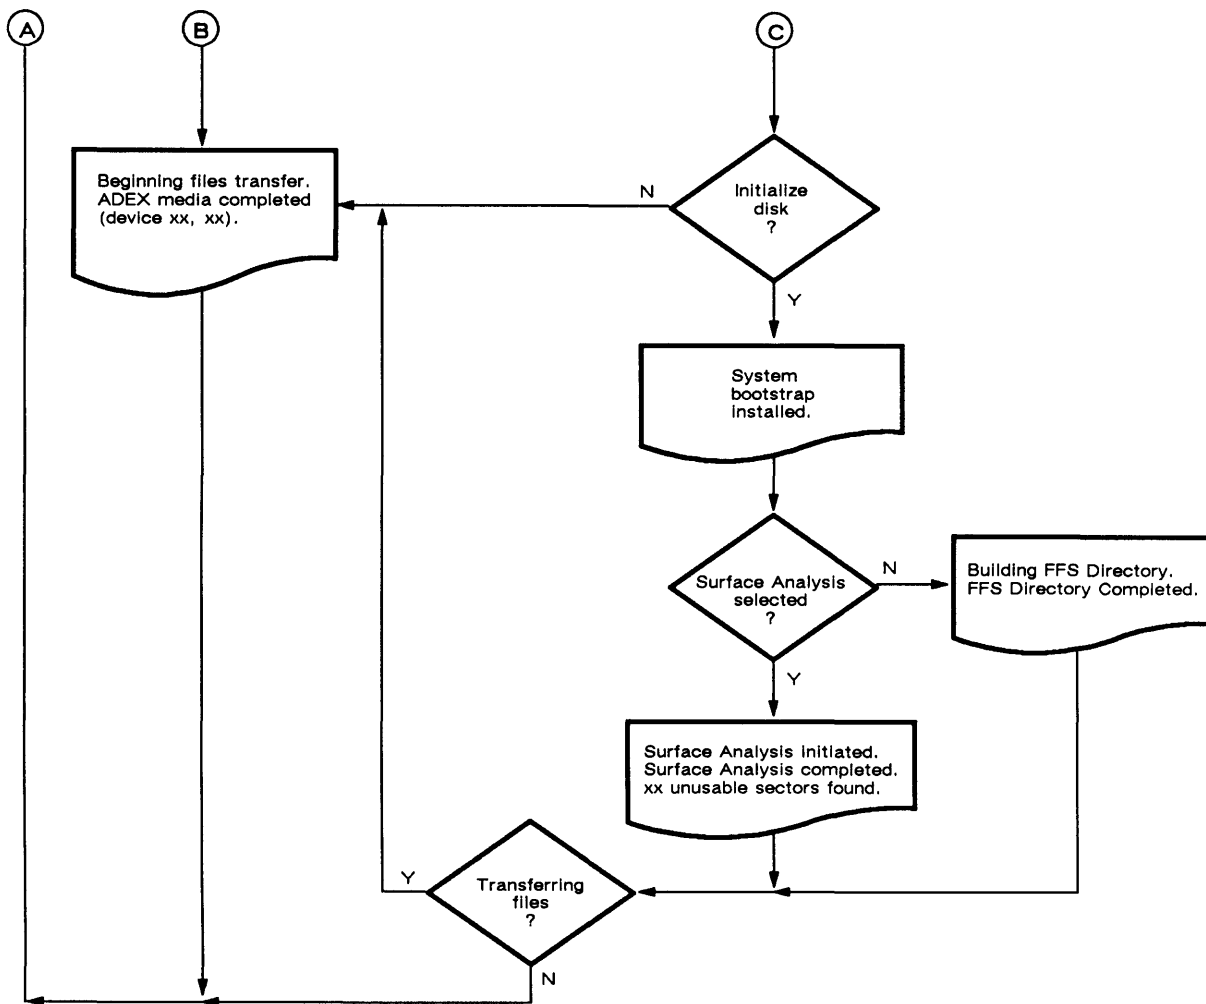 A
B
C
Beginning files transfer.
ADEX media completed
(device xx, xx).
N
Initialize
disk
?
Y
System
bootstrap
installed.
Surface Analysis
selected
?
N
Building FFS Directory.
FFS Directory Completed.
Y
Surface Analysis initiated.
Surface Analysis completed.
xx unusable sectors found.
Y
Transferring
files
?
N